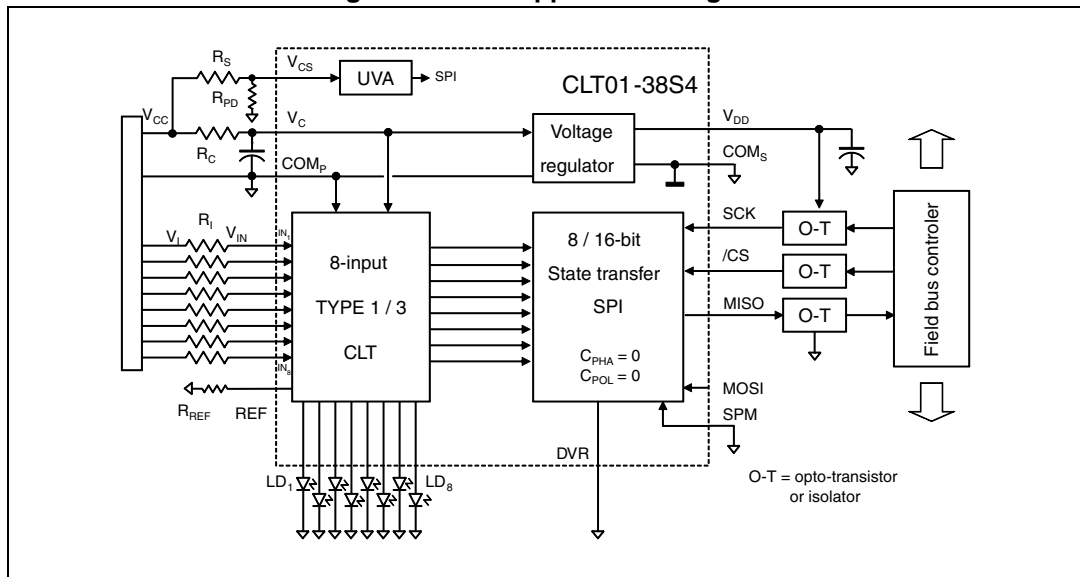 R_S
V_CS
UVA
SPI
CLT01-38S4
R_PD
V_CC
V_C
Voltage
regulator
V_DD
R_C
COM_P
COM_S
R_I
V_I
V_IN
IN_1
8-input
TYPE 1 / 3
CLT
IN_8
8 / 16-bit
State transfer
SPI
C_PHA = 0
C_POL = 0
SCK
/CS
MISO
O-T
O-T
O-T
Field bus controler
MOSI
SPM
R_REF
REF
DVR
LD_1
LD_8
O-T = opto-transistor
or isolator